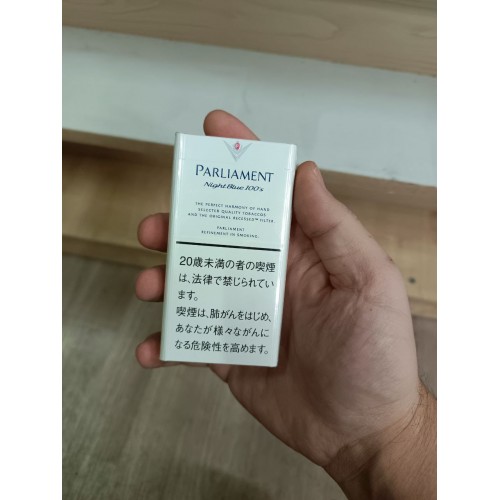 PARLIAMENT
Night Blue 100's
THE PERFECT HARMONY OF HAND
SELECTED QUALITY TOBACCOS
AND THE ORIGINAL RECESSED™ FILTER.
PARLIAMENT
REFINEMENT IN SMOKING.
20歳未満の者の喫煙
は、法律で禁じられてい
ます。
喫煙は、肺がんをはじめ、
あなたが様々ながんに
なる危険性を高めます。